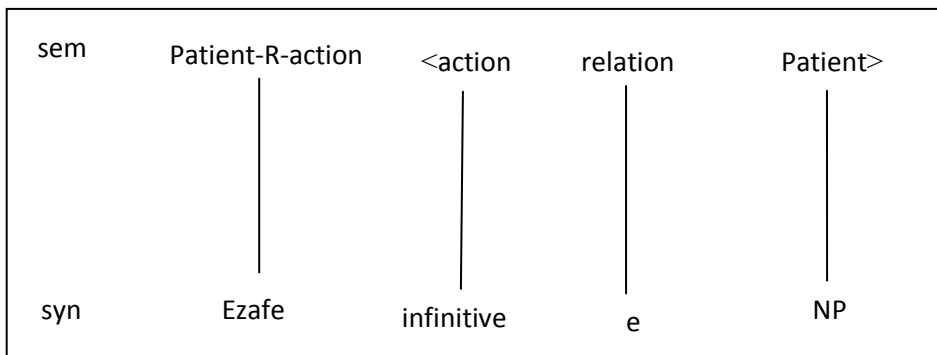 sem Patient-R-action <action relation Patient>
syn Ezafe infinitive e NP